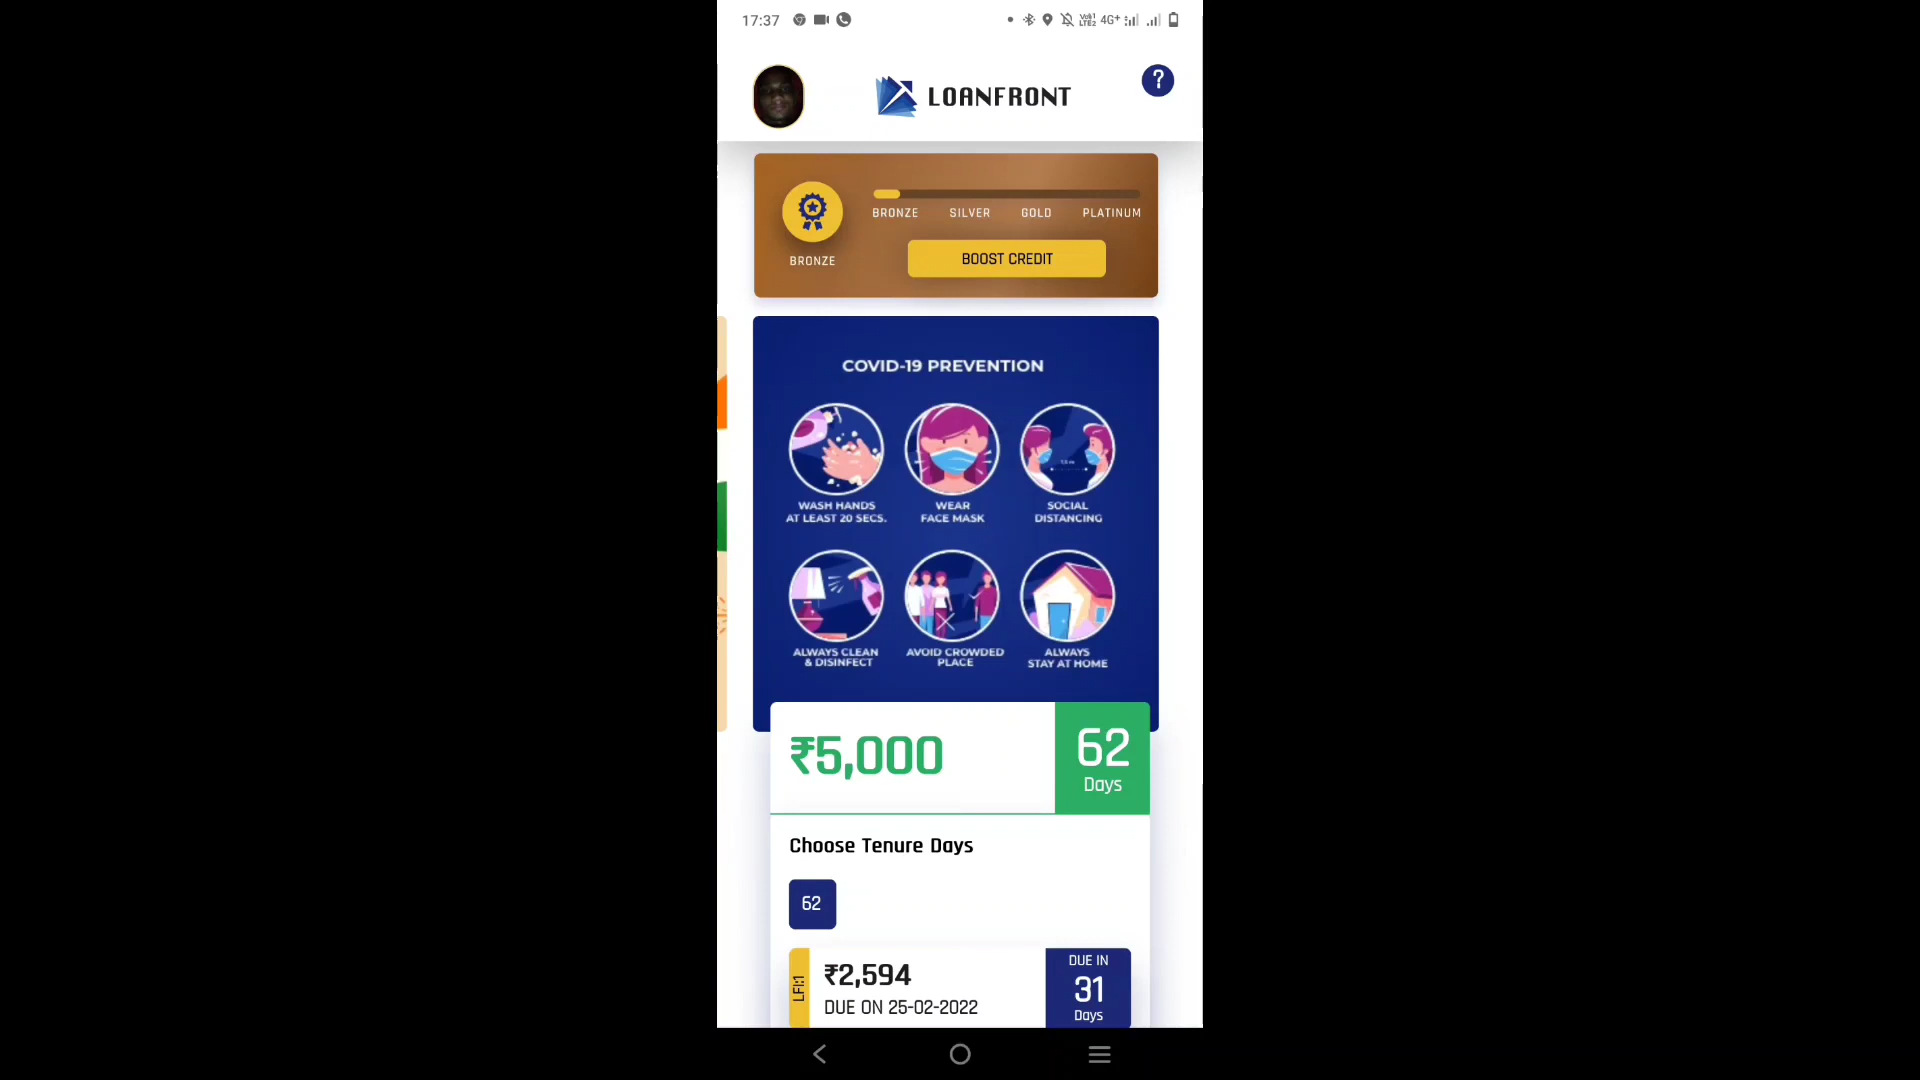 17:37
Vo1
LTE2 4G+
?
LOANFRONT
BRONZE SILVER GOLD PLATINUM
BRONZE
BOOST CREDIT
COVID-19 PREVENTION
WASH HANDS
AT LEAST 20 SECS.
WEAR
FACE MASK
SOCIAL
DISTANCING
ALWAYS CLEAN
& DISINFECT
AVOID CROWDED
PLACE
ALWAYS
STAY AT HOME
₹5,000
62
Days
Choose Tenure Days
62
LFI:1
₹2,594
DUE ON 25-02-2022
DUE IN
31
Days